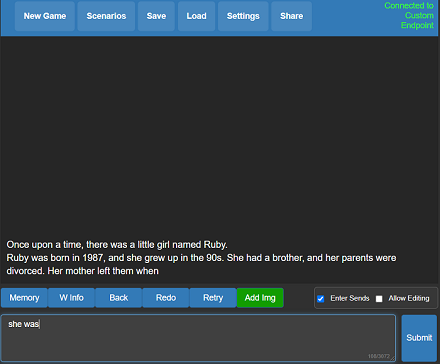 New Game
Scenarios
Save
Load
Settings
Share
Connected to
Custom
Endpoint
Once upon a time, there was a little girl named Ruby.
Ruby was born in 1987, and she grew up in the 90s. She had a brother, and her parents were
divorced. Her mother left them when
Memory
W Info
Back
Redo
Retry
Add Img
Enter Sends
Allow Editing
she was
Submit